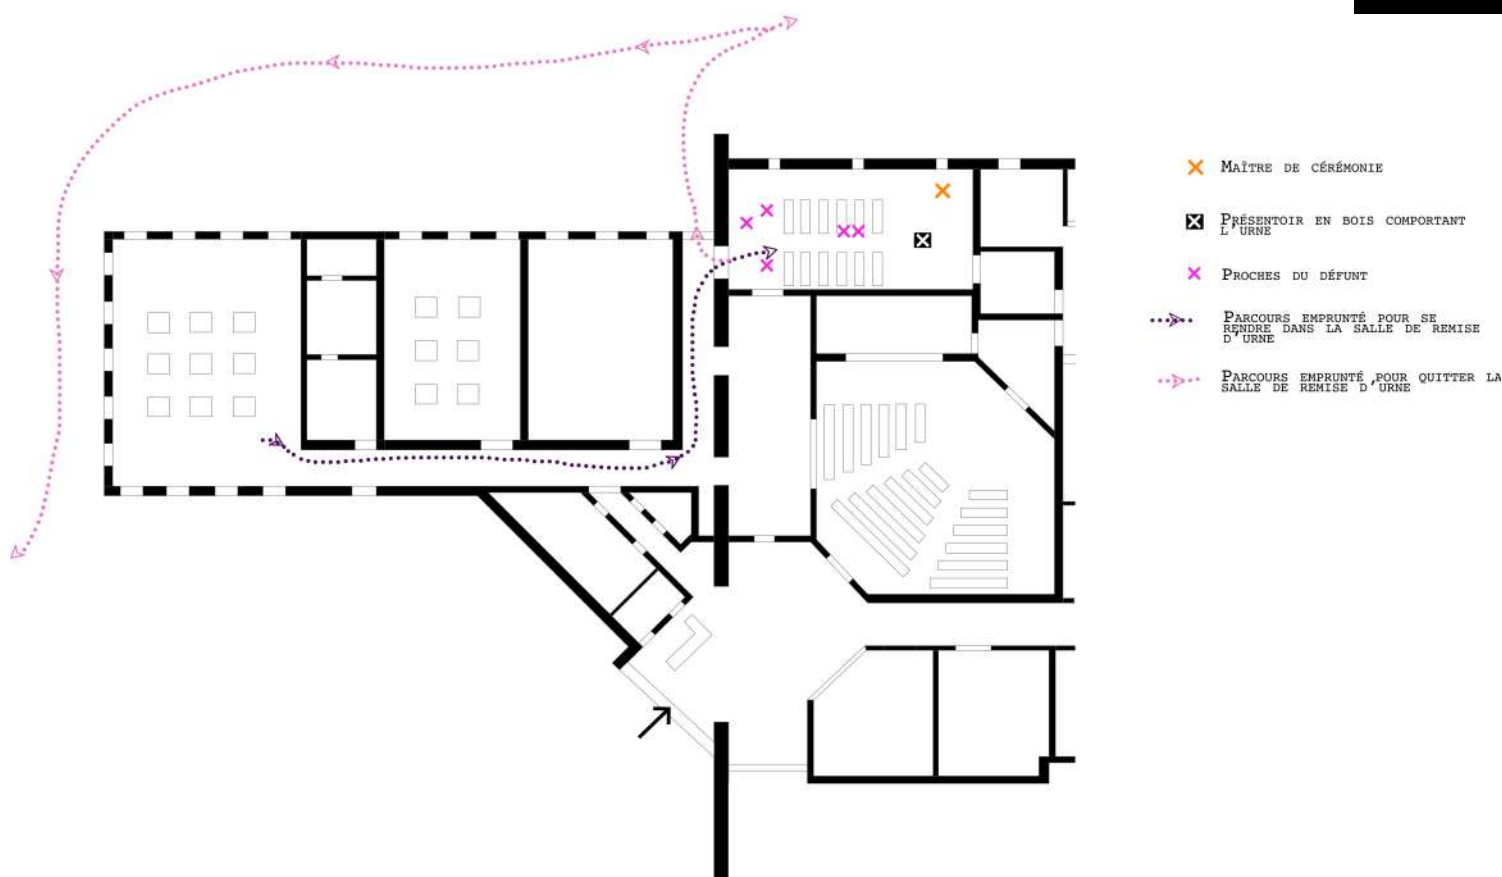 Maître de cérémonie
Présentoir en bois comportant
l'urne
Proches du défunt
Parcours emprunté pour se
rendre dans la salle de remise
d'urne
Parcours emprunté ,pour quitter la
salle de remise d'urne